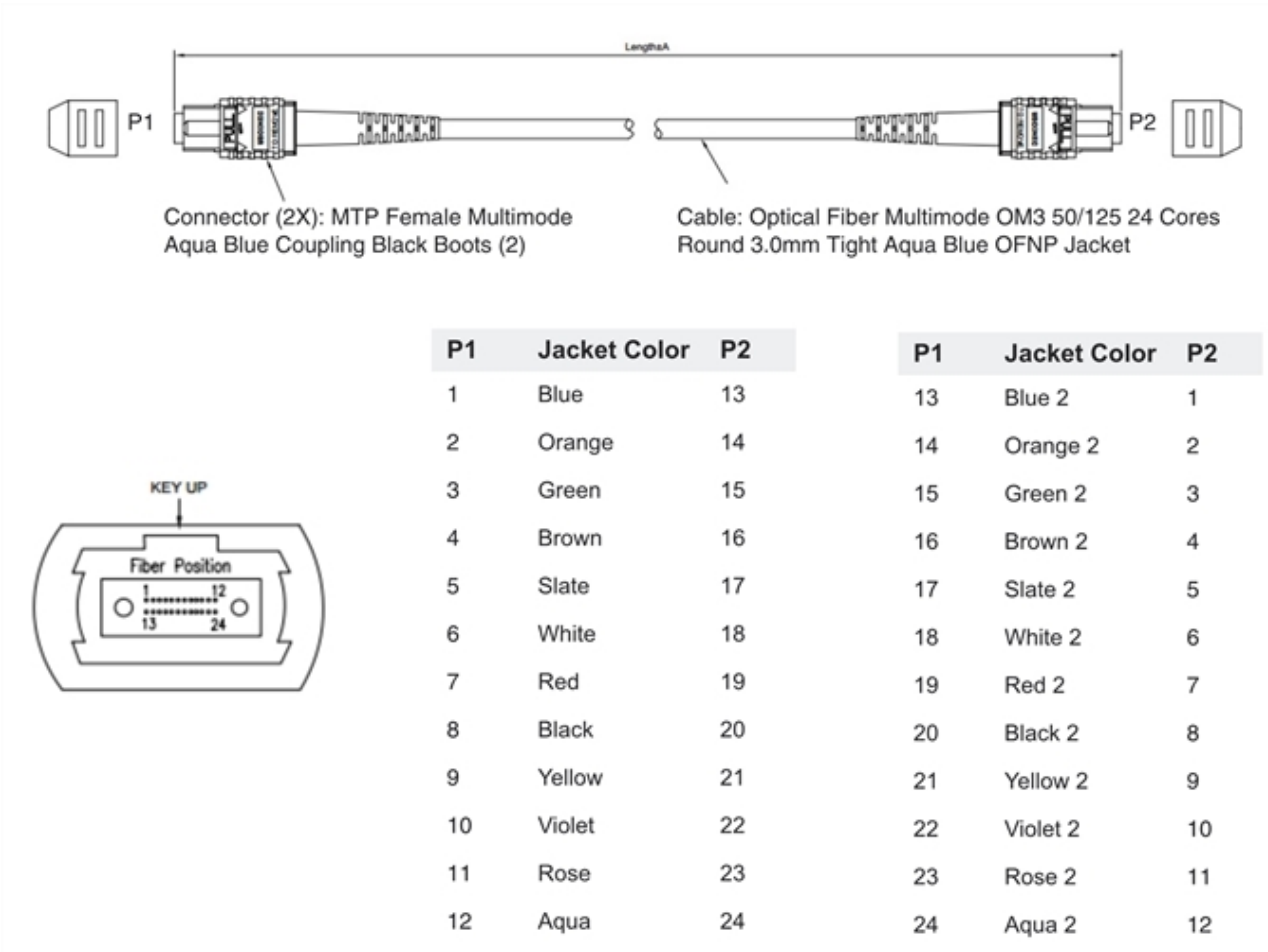 Length±A
P1
PULL
PULL
P2
Connector (2X): MTP Female Multimode
Aqua Blue Coupling Black Boots (2)
Cable: Optical Fiber Multimode OM3 50/125 24 Cores
Round 3.0mm Tight Aqua Blue OFNP Jacket
P1 Jacket Color P2
1 Blue 13
2 Orange 14
3 Green 15
4 Brown 16
5 Slate 17
6 White 18
7 Red 19
8 Black 20
9 Yellow 21
10 Violet 22
11 Rose 23
12 Aqua 24
P1 Jacket Color P2
13 Blue 2 1
14 Orange 2 2
15 Green 2 3
16 Brown 2 4
17 Slate 2 5
18 White 2 6
19 Red 2 7
20 Black 2 8
21 Yellow 2 9
22 Violet 2 10
23 Rose 2 11
24 Aqua 2 12
KEY UP
Fiber Position
1 12
13 24